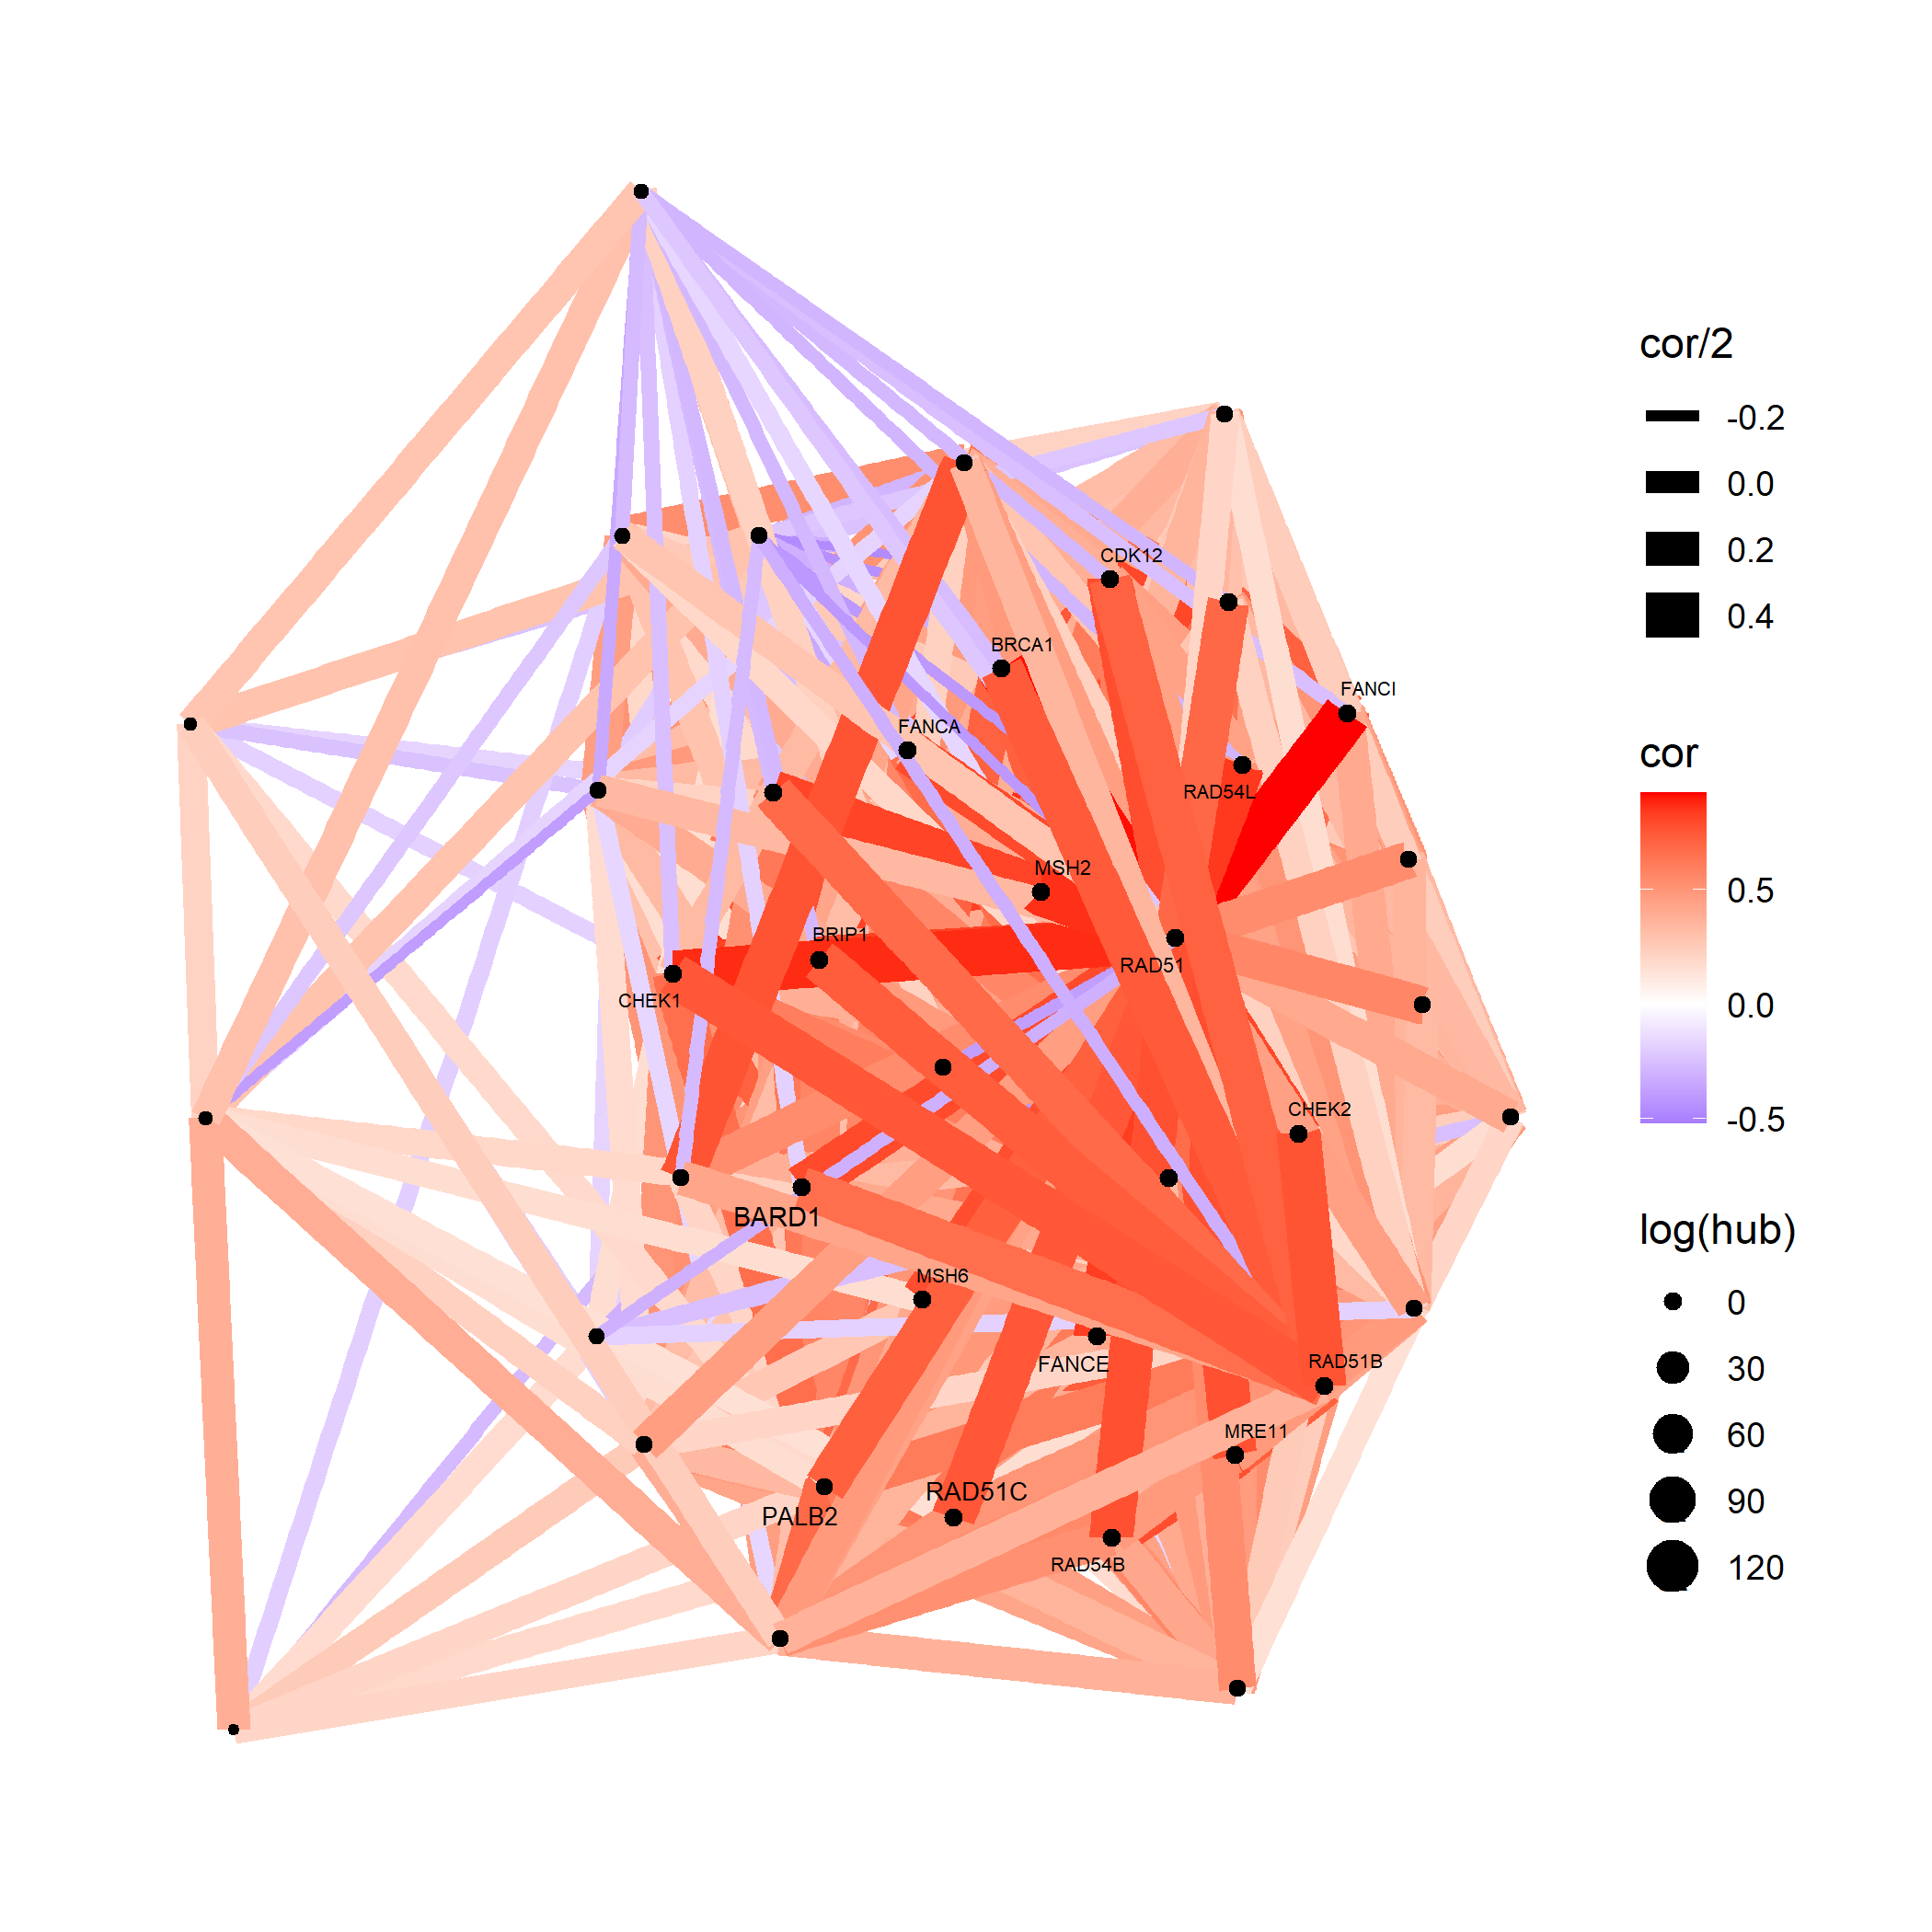 CDK12
BRCA1
FANCI
FANCA
RAD54L
MSH2
BRIP1
RAD51
CHEK1
CHEK2
BARD1
MSH6
FANCE
RAD51B
MRE11
RAD51C
PALB2
RAD54B
cor/2
-0.2
0.0
0.2
0.4
cor
0.5
0.0
-0.5
log(hub)
0
30
60
90
120